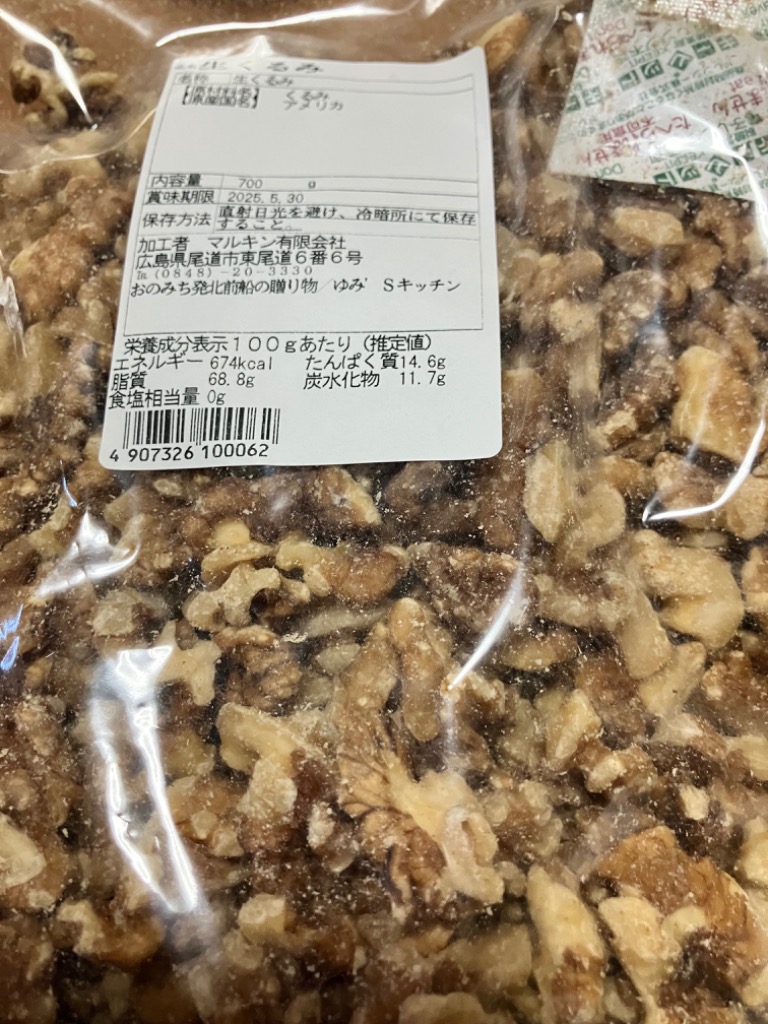 生くるみ
名称 生くるみ
【原材料名】 くるみ
【原産国名】 アメリカ
内容量 700 g
賞味期限 2025.5.30
保存方法 直射日光を避け、冷暗所にて保存
すること。
加工者 マルキン有限会社
広島県尾道市東尾道6番6号
℡(0848)-20-3330
おのみち発北前船の贈り物/ゆみ’Sキッチン
栄養成分表示100gあたり(推定値)
エネルギー 674kcal たんぱく質14.6g
脂質 68.8g 炭水化物 11.7g
食塩相当量 0g
4 907326 100062